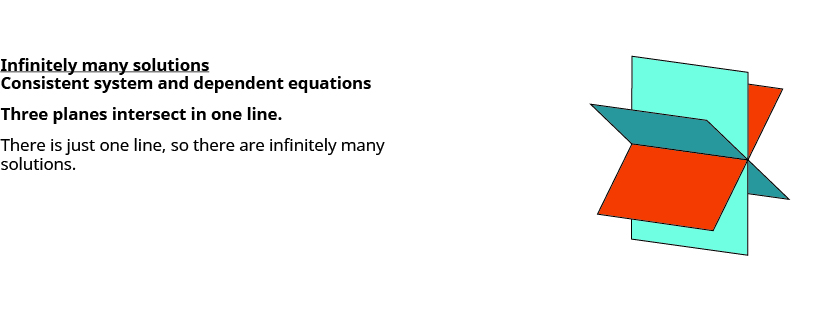 Infinitely many solutions
Consistent system and dependent equations
Three planes intersect in one line.
There is just one line, so there are infinitely many
solutions.